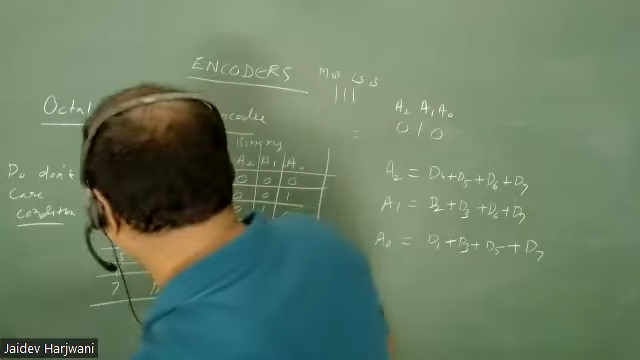 ENCODERS
MSB LSB
111
Octal
A2 A1 A0
= 010
Binary
Do don't
Care
condition
A2 A1 A0
0 0 0
0 0 1
0 1
7
A2 = D4+D5+D6+D7
A1 = D2+D3+D6+D7
A0 = D1+D3+D5+D7
Jaidev Harjwani